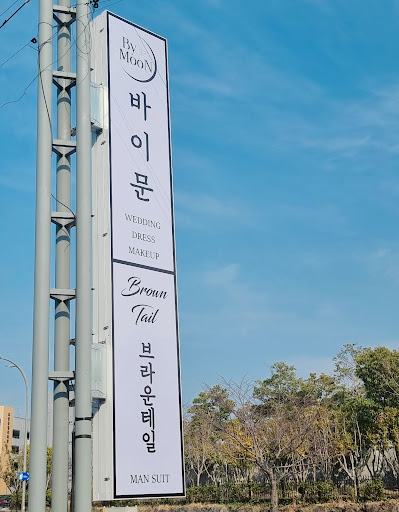 By
MooN
바이문
WEDDING
DRESS
MAKEUP
Brown
Tail
브라운테일
MAN SUIT